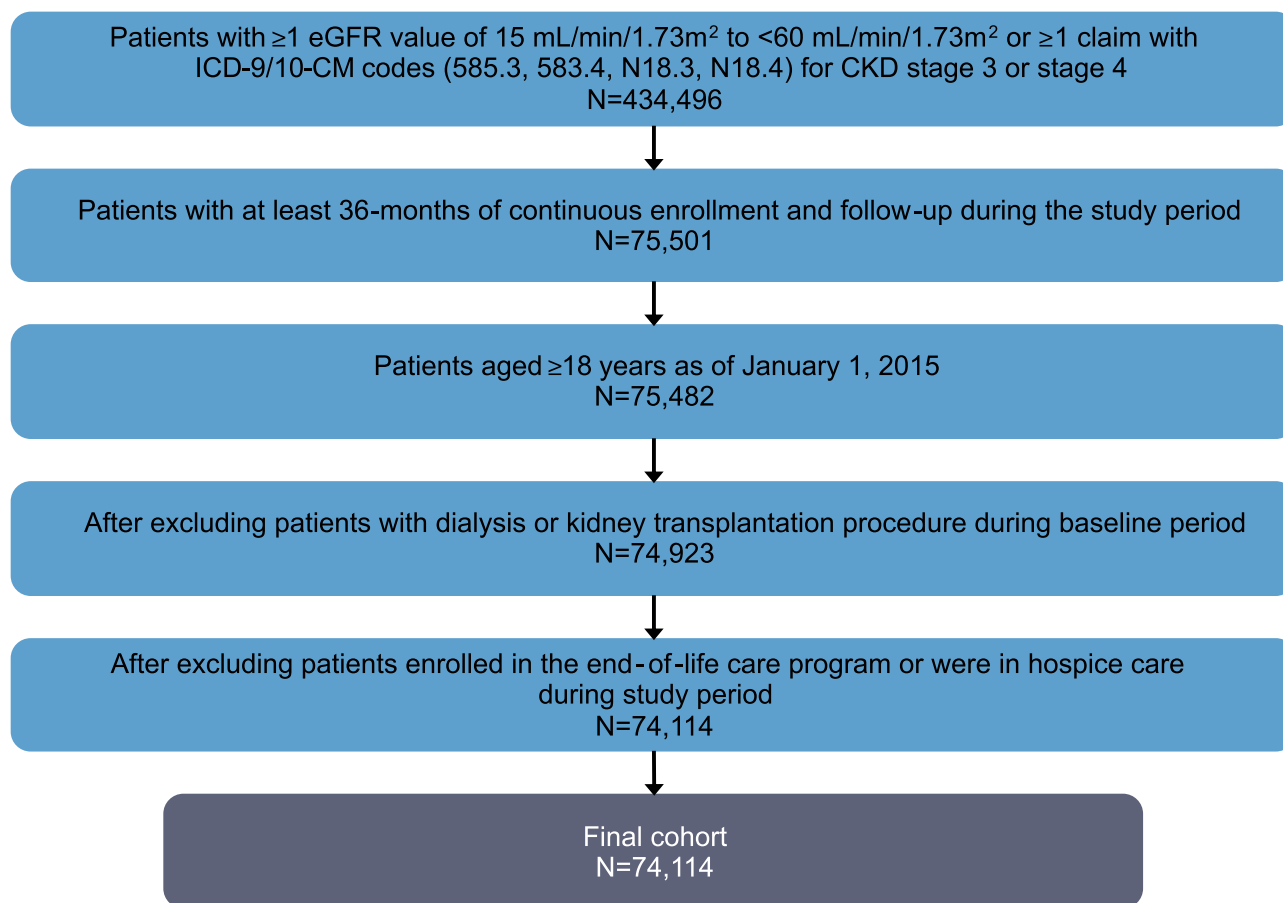 Patients with ≥1 eGFR value of 15 mL/min/1.73m² to <60 mL/min/1.73m² or ≥1 claim with
ICD-9/10-CM codes (585.3, 583.4, N18.3, N18.4) for CKD stage 3 or stage 4
N=434,496
Patients with at least 36-months of continuous enrollment and follow-up during the study period
N=75,501
Patients aged ≥18 years as of January 1, 2015
N=75,482
After excluding patients with dialysis or kidney transplantation procedure during baseline period
N=74,923
After excluding patients enrolled in the end-of-life care program or were in hospice care
during study period
N=74,114
Final cohort
N=74,114